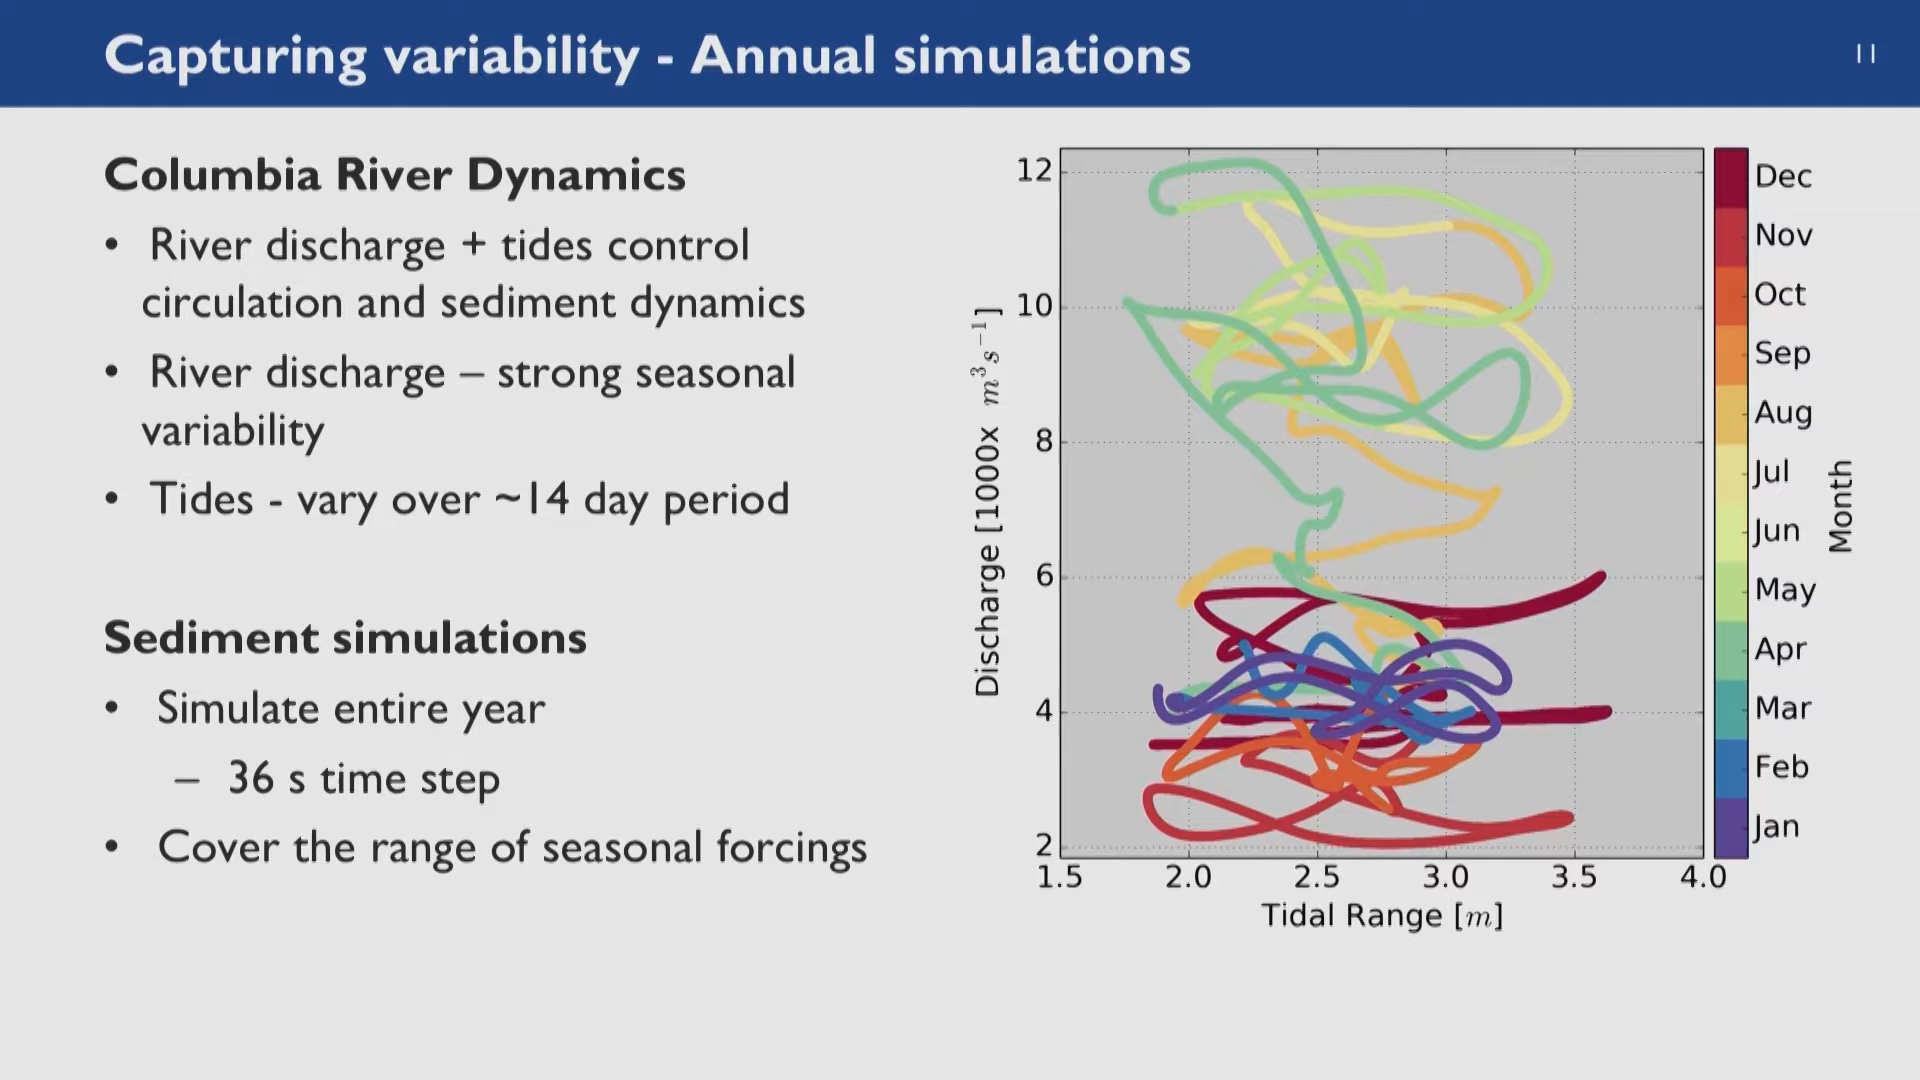 Capturing variability - Annual simulations
11
Columbia River Dynamics
• River discharge + tides control
circulation and sediment dynamics
• River discharge – strong seasonal
variability
• Tides - vary over ~14 day period
Sediment simulations
• Simulate entire year
– 36 s time step
• Cover the range of seasonal forcings
Discharge [1000x m³s⁻¹]
12
10
8
6
4
2
1.5 2.0 2.5 3.0 3.5 4.0
Tidal Range [m]
Dec
Nov
Oct
Sep
Aug
Jul
Jun
May
Apr
Mar
Feb
Jan
Month